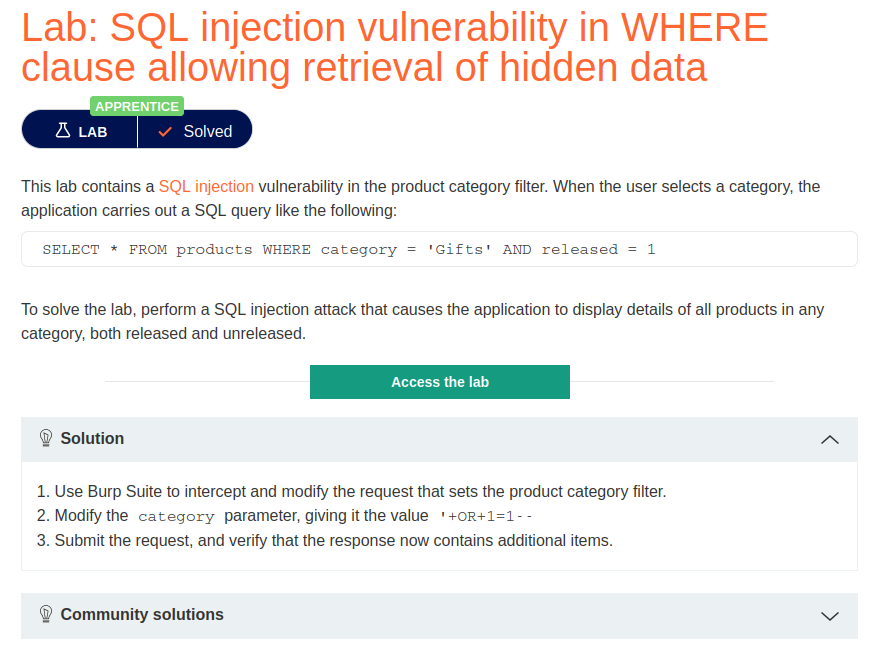 Lab: SQL injection vulnerability in WHERE
clause allowing retrieval of hidden data
APPRENTICE
LAB Solved
This lab contains a SQL injection vulnerability in the product category filter. When the user selects a category, the
application carries out a SQL query like the following:
SELECT * FROM products WHERE category = 'Gifts' AND released = 1
To solve the lab, perform a SQL injection attack that causes the application to display details of all products in any
category, both released and unreleased.
Access the lab
Solution
1. Use Burp Suite to intercept and modify the request that sets the product category filter.
2. Modify the category parameter, giving it the value '+OR+1=1--
3. Submit the request, and verify that the response now contains additional items.
Community solutions